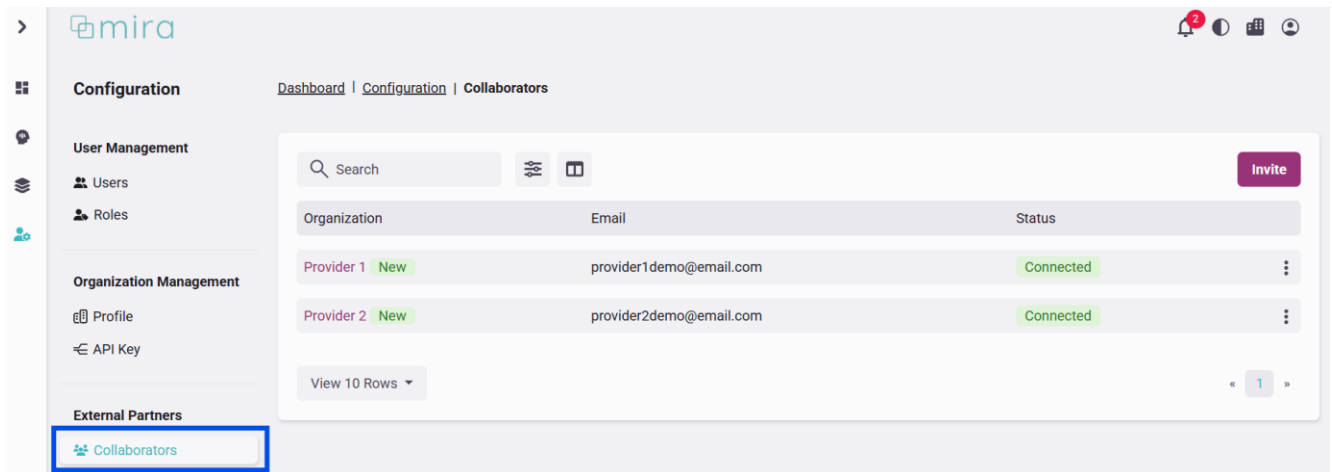 mira
2
Configuration
Dashboard | Configuration | Collaborators
User Management
Users
Roles
Organization Management
Profile
API Key
External Partners
Collaborators
Search
Invite
Organization Email Status
Provider 1 New provider1demo@email.com Connected
Provider 2 New provider2demo@email.com Connected
View 10 Rows
« 1 »